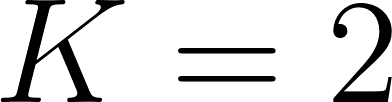 K = 2